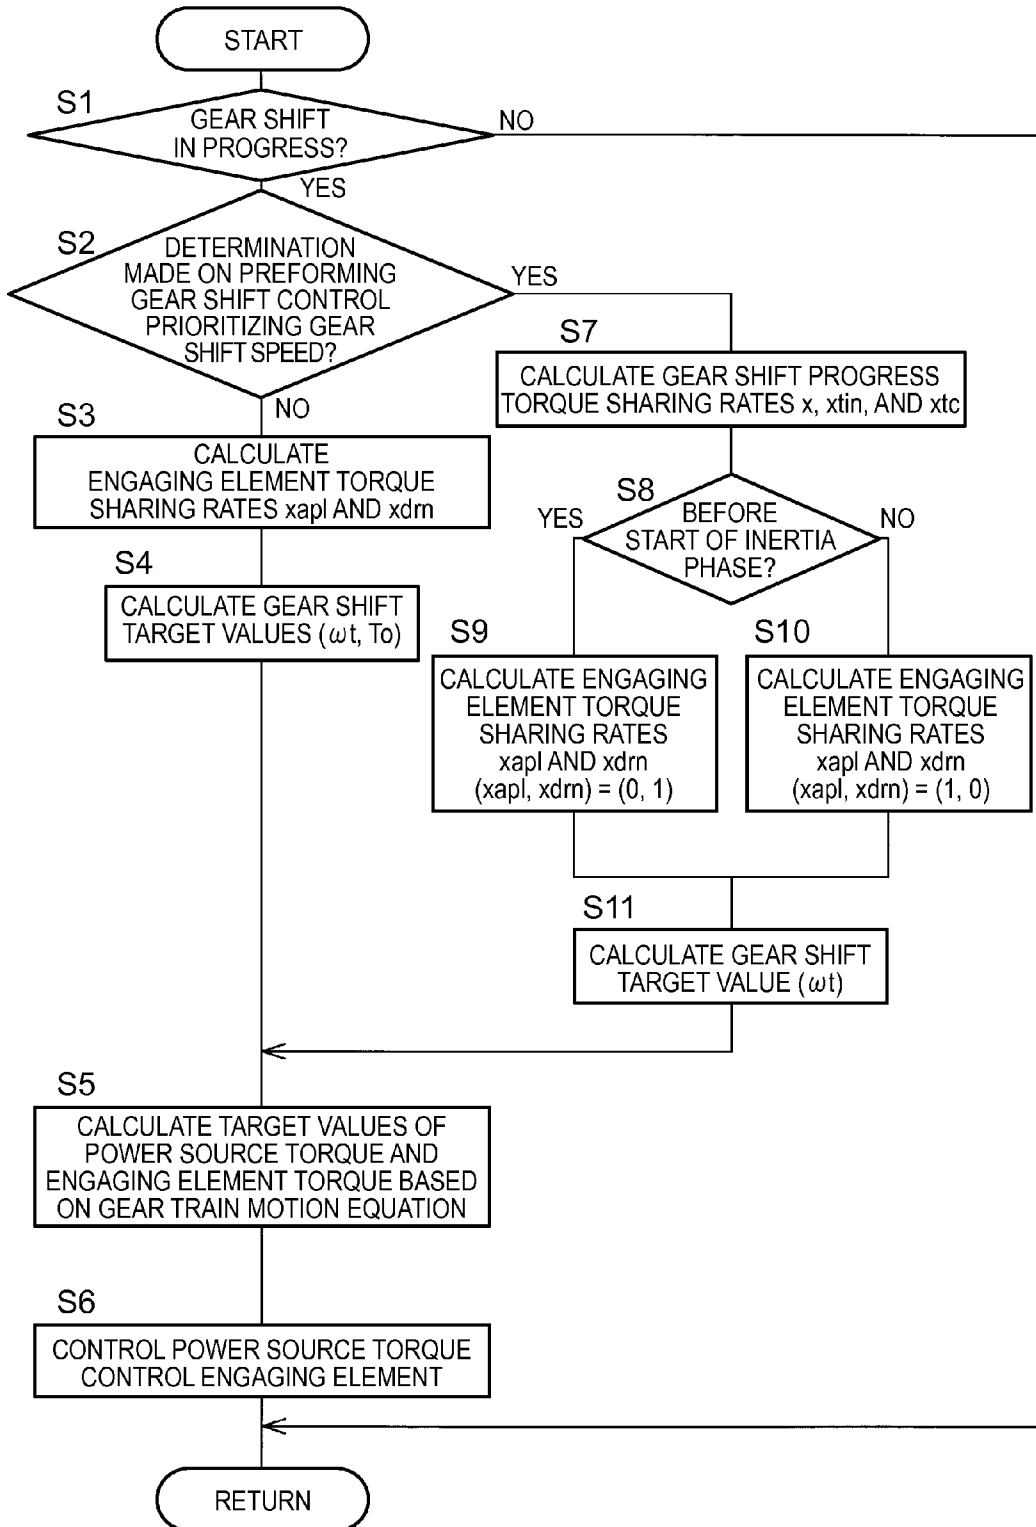 START
S1
GEAR SHIFT
IN PROGRESS?
NO
YES
S2
DETERMINATION
MADE ON PREFORMING
GEAR SHIFT CONTROL
PRIORITIZING GEAR
SHIFT SPEED?
YES
NO
S7
CALCULATE GEAR SHIFT PROGRESS
TORQUE SHARING RATES x, xtin, AND xtc
S3
CALCULATE
ENGAGING ELEMENT TORQUE
SHARING RATES xapl AND xdrn
S8
YES
BEFORE
START OF INERTIA
PHASE?
NO
S4
CALCULATE GEAR SHIFT
TARGET VALUES (ωt, To)
S9
CALCULATE ENGAGING
ELEMENT TORQUE
SHARING RATES
xapl AND xdrn
(xapl, xdrn) = (0, 1)
S10
CALCULATE ENGAGING
ELEMENT TORQUE
SHARING RATES
xapl AND xdrn
(xapl, xdrn) = (1, 0)
S11
CALCULATE GEAR SHIFT
TARGET VALUE (ωt)
S5
CALCULATE TARGET VALUES OF
POWER SOURCE TORQUE AND
ENGAGING ELEMENT TORQUE BASED
ON GEAR TRAIN MOTION EQUATION
S6
CONTROL POWER SOURCE TORQUE
CONTROL ENGAGING ELEMENT
RETURN